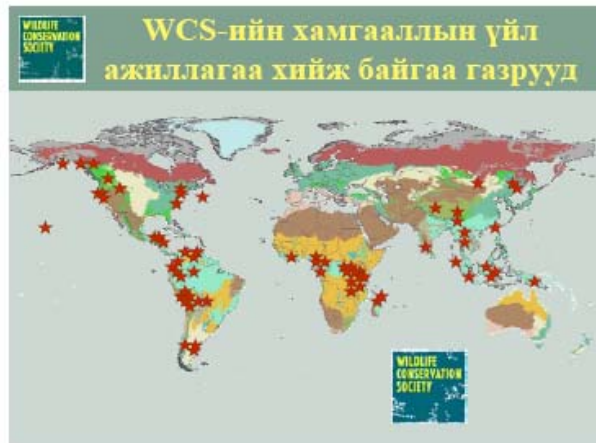 WILDLIFE
CONSERVATION
SOCIETY
WCS-ийн хамгааллын үйл
ажиллагаа хийж байгаа газрууд
WILDLIFE
CONSERVATION
SOCIETY